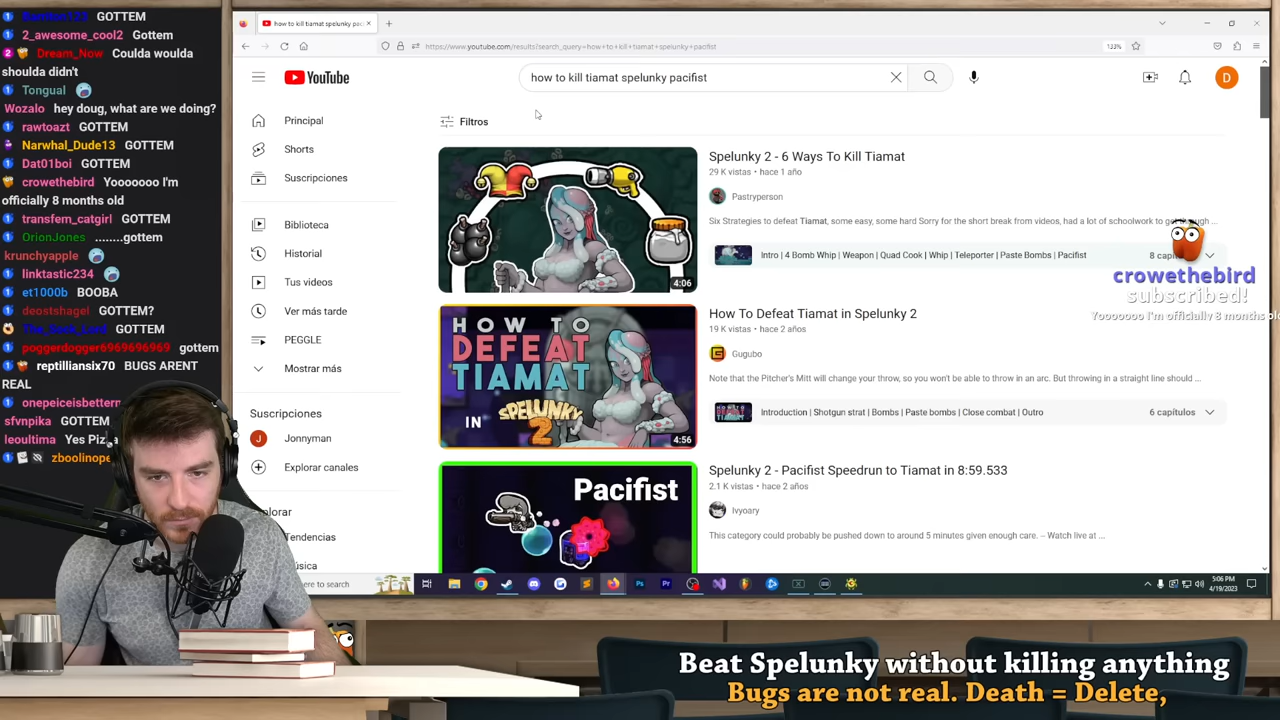 GOTTEM
2_awesome_cool2 Gottem
Dream_Now Coulda woulda
shoulda didn't
Tongual
Wozalo hey doug, what are we doing?
rawtoazt GOTTEM
Narwhal_Dude13 GOTTEM
Dat01boi GOTTEM
crowethebird Yooooooo I'm
officially 8 months old
transfem_catgirl GOTTEM
OrionJones ........gottem
krunchyapple
linktastic234
et1000b BOOBA
deostshagel GOTTEM?
GOTTEM
poggerdogger6969696969 gottem
reptilliansix70 BUGS ARENT
REAL
onepeiceisbettern
sfvnpika GOTTEM
leoultima Yes
zboolinope
how to kill tiamat spelunky pac
https://www.youtube.com/results?search_query=how+to+kill+tiamat+spelunky+pacifist
133%
YouTube
how to kill tiamat spelunky pacifist
D
Principal
Shorts
Suscripciones
Biblioteca
Historial
Tus videos
Ver más tarde
PEGGLE
Mostrar más
Suscripciones
J Jonnyman
Explorar canales
Tendencias
Filtros
4:06
Spelunky 2 - 6 Ways To Kill Tiamat
29 K vistas • hace 1 año
Pastryperson
Six Strategies to defeat Tiamat, some easy, some hard Sorry for the short break from videos, had a lot of schoolwork to
Intro | 4 Bomb Whip | Weapon | Quad Cook | Whip | Teleporter | Paste Bombs | Pacifist
HOW TO
DEFEAT
TIAMAT
IN SPELUNKY 2
4:56
How To Defeat Tiamat in Spelunky 2
19 K vistas • hace 2 años
Gugubo
Note that the Pitcher's Mitt will change your throw, so you won't be able to throw in an arc. But throwing in a straight line should ...
Introduction | Shotgun strat | Bombs | Paste bombs | Close combat | Outro
6 capítulos
Pacifist
Spelunky 2 - Pacifist Speedrun to Tiamat in 8:59.533
2.1 K vistas • hace 2 años
Ivyoary
This category could probably be pushed down to around 5 minutes given enough care. -- Watch live at ...
crowethebird
subscribed!
Yooooooo I'm officially 8 months
here to search
5:06 PM
4/19/2023
Beat Spelunky without killing anything
Bugs are not real. Death = Delete,